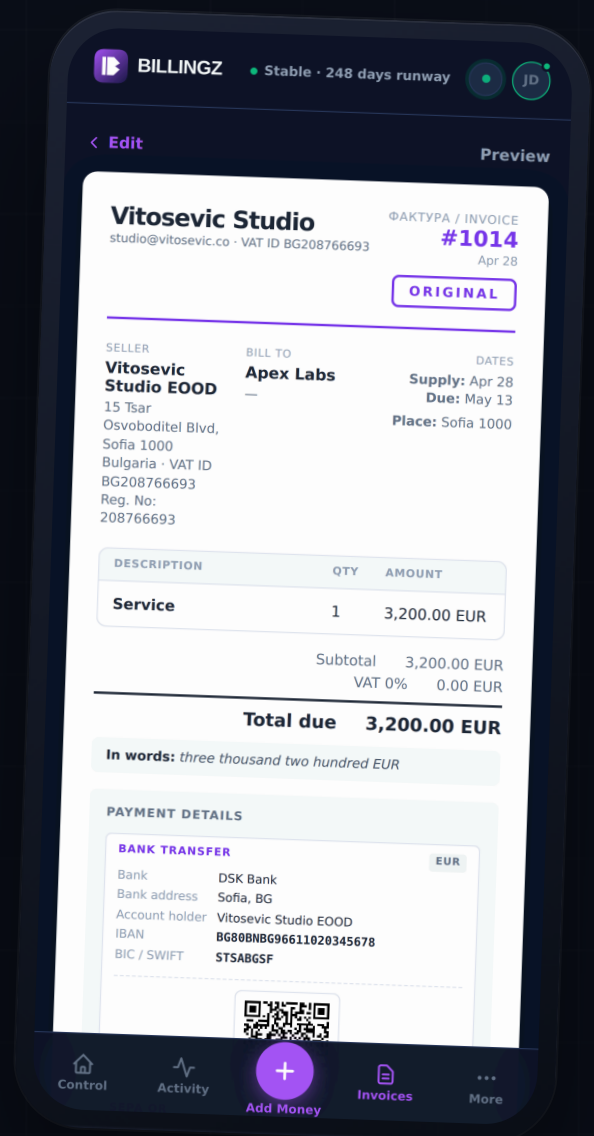 BILLINGZ
Stable · 248 days runway
JD
Edit
Preview
Vitosevic Studio
studio@vitosevic.co · VAT ID BG208766693
ФАКТУРА / INVOICE
#1014
Apr 28
ORIGINAL
SELLER
Vitosevic
Studio EOOD
15 Tsar
Osvoboditel Blvd,
Sofia 1000
Bulgaria · VAT ID
BG208766693
Reg. No:
208766693
BILL TO
Apex Labs
—
DATES
Supply: Apr 28
Due: May 13
Place: Sofia 1000
DESCRIPTION QTY AMOUNT
Service 1 3,200.00 EUR
Subtotal 3,200.00 EUR
VAT 0% 0.00 EUR
Total due 3,200.00 EUR
In words: three thousand two hundred EUR
PAYMENT DETAILS
BANK TRANSFER
EUR
Bank DSK Bank
Bank address Sofia, BG
Account holder Vitosevic Studio EOOD
IBAN BG80BNBG96611020345678
BIC / SWIFT STSABGSF
Control
Activity
Add Money
Invoices
More